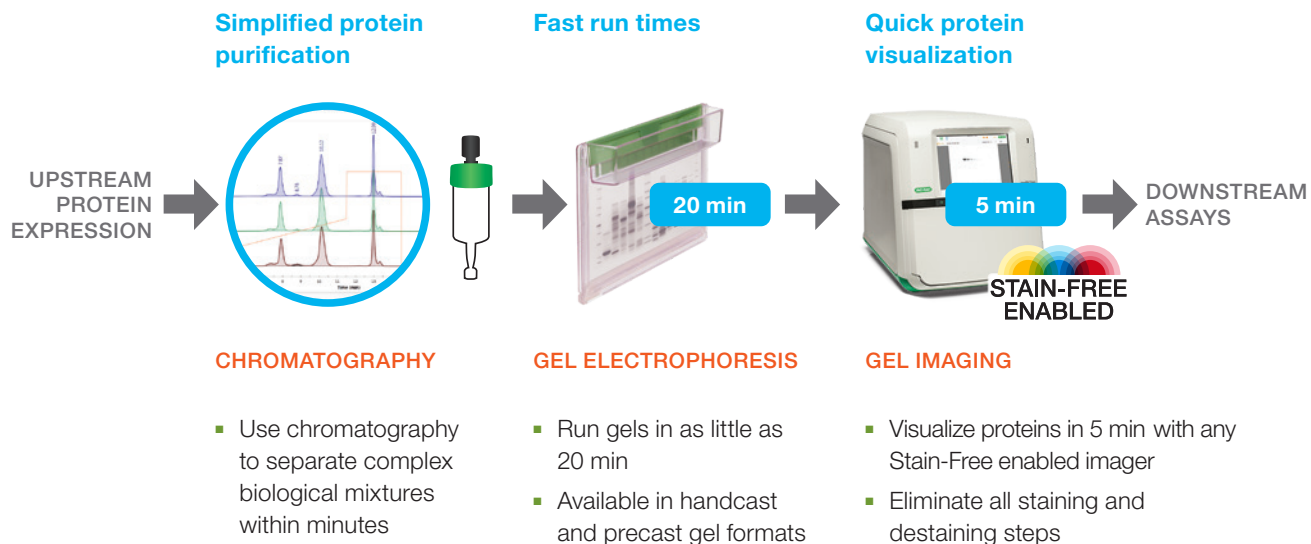 Simplified protein
purification
Fast run times
Quick protein
visualization
UPSTREAM
PROTEIN
EXPRESSION
20 min
5 min
DOWNSTREAM
ASSAYS
STAIN-FREE
ENABLED
CHROMATOGRAPHY
▪ Use chromatography
to separate complex
biological mixtures
within minutes
GEL ELECTROPHORESIS
▪ Run gels in as little as
20 min
▪ Available in handcast
and precast gel formats
GEL IMAGING
▪ Visualize proteins in 5 min with any
Stain-Free enabled imager
▪ Eliminate all staining and
destaining steps